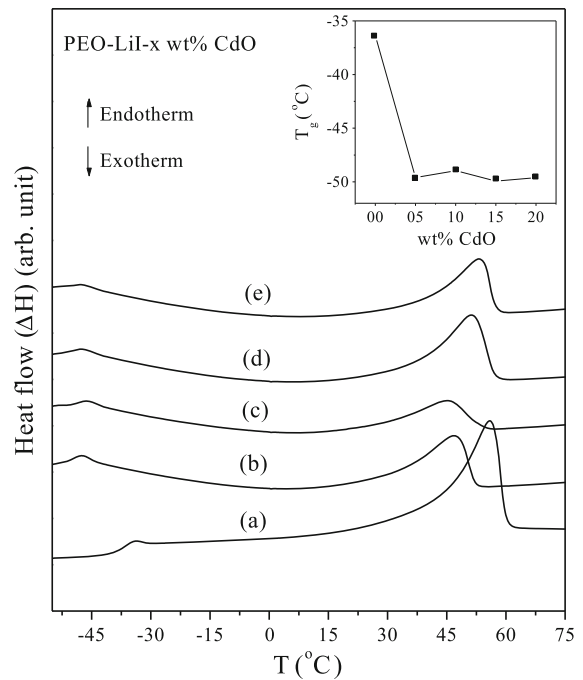 PEO-LiI-x wt% CdO
Endotherm
Exotherm
Heat flow (ΔH) (arb. unit)
T_g (°C)
-35
-40
-45
-50
00 05 10 15 20
wt% CdO
(e)
(d)
(c)
(b)
(a)
-45 -30 -15 0 15 30 45 60 75
T (°C)